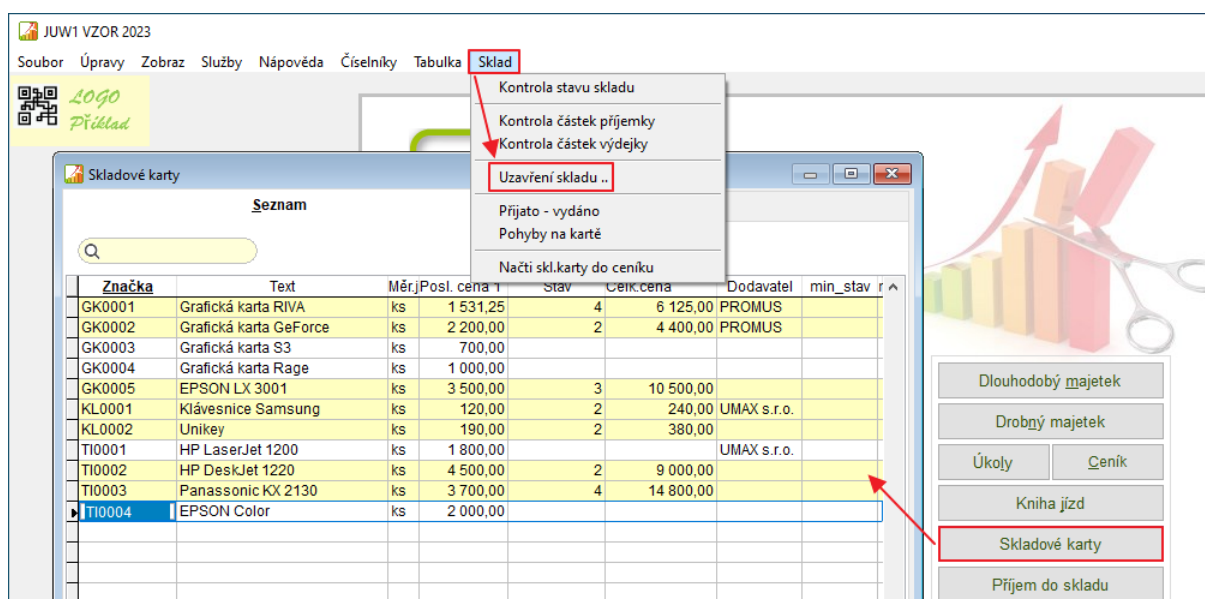 JUW1 VZOR 2023
Soubor Úpravy Zobraz Služby Nápověda Číselníky Tabulka Sklad
LOGO
Příklad
Kontrola stavu skladu
Kontrola částek příjemky
Kontrola částek výdejky
Uzavření skladu ..
Přijato - vydáno
Pohyby na kartě
Načti skl.karty do ceníku
Skladové karty
Seznam
Značka Text Měr.j Posl. cena 1 Stav Celk.cena Dodavatel min_stav
GK0001 Grafická karta RIVA ks 1 531,25 4 6 125,00 PROMUS
GK0002 Grafická karta GeForce ks 2 200,00 2 4 400,00 PROMUS
GK0003 Grafická karta S3 ks 700,00
GK0004 Grafická karta Rage ks 1 000,00
GK0005 EPSON LX 3001 ks 3 500,00 3 10 500,00
KL0001 Klávesnice Samsung ks 120,00 2 240,00 UMAX s.r.o.
KL0002 Unikey ks 190,00 2 380,00
TI0001 HP LaserJet 1200 ks 1 800,00 UMAX s.r.o.
TI0002 HP DeskJet 1220 ks 4 500,00 2 9 000,00
TI0003 Panassonic KX 2130 ks 3 700,00 4 14 800,00
TI0004 EPSON Color ks 2 000,00
Dlouhodobý majetek
Drobný majetek
Úkoly Ceník
Kniha jízd
Skladové karty
Příjem do skladu